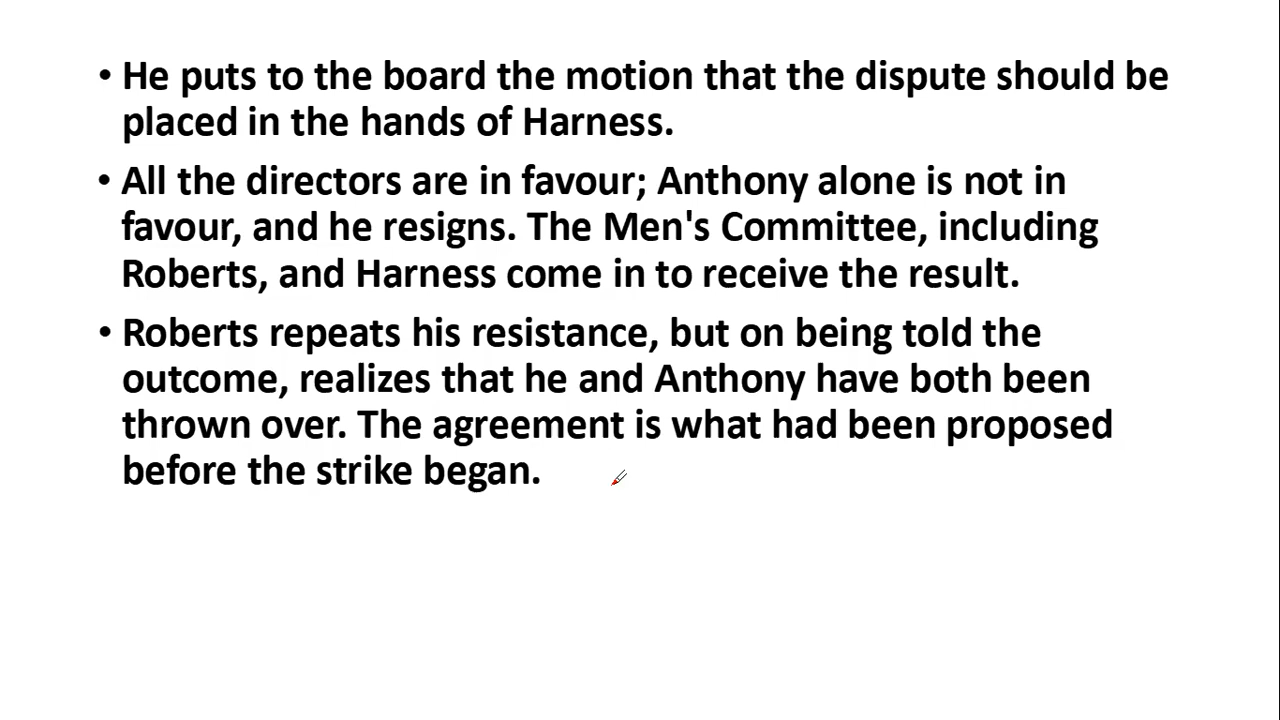 • He puts to the board the motion that the dispute should be
placed in the hands of Harness.
• All the directors are in favour; Anthony alone is not in
favour, and he resigns. The Men's Committee, including
Roberts, and Harness come in to receive the result.
• Roberts repeats his resistance, but on being told the
outcome, realizes that he and Anthony have both been
thrown over. The agreement is what had been proposed
before the strike began.